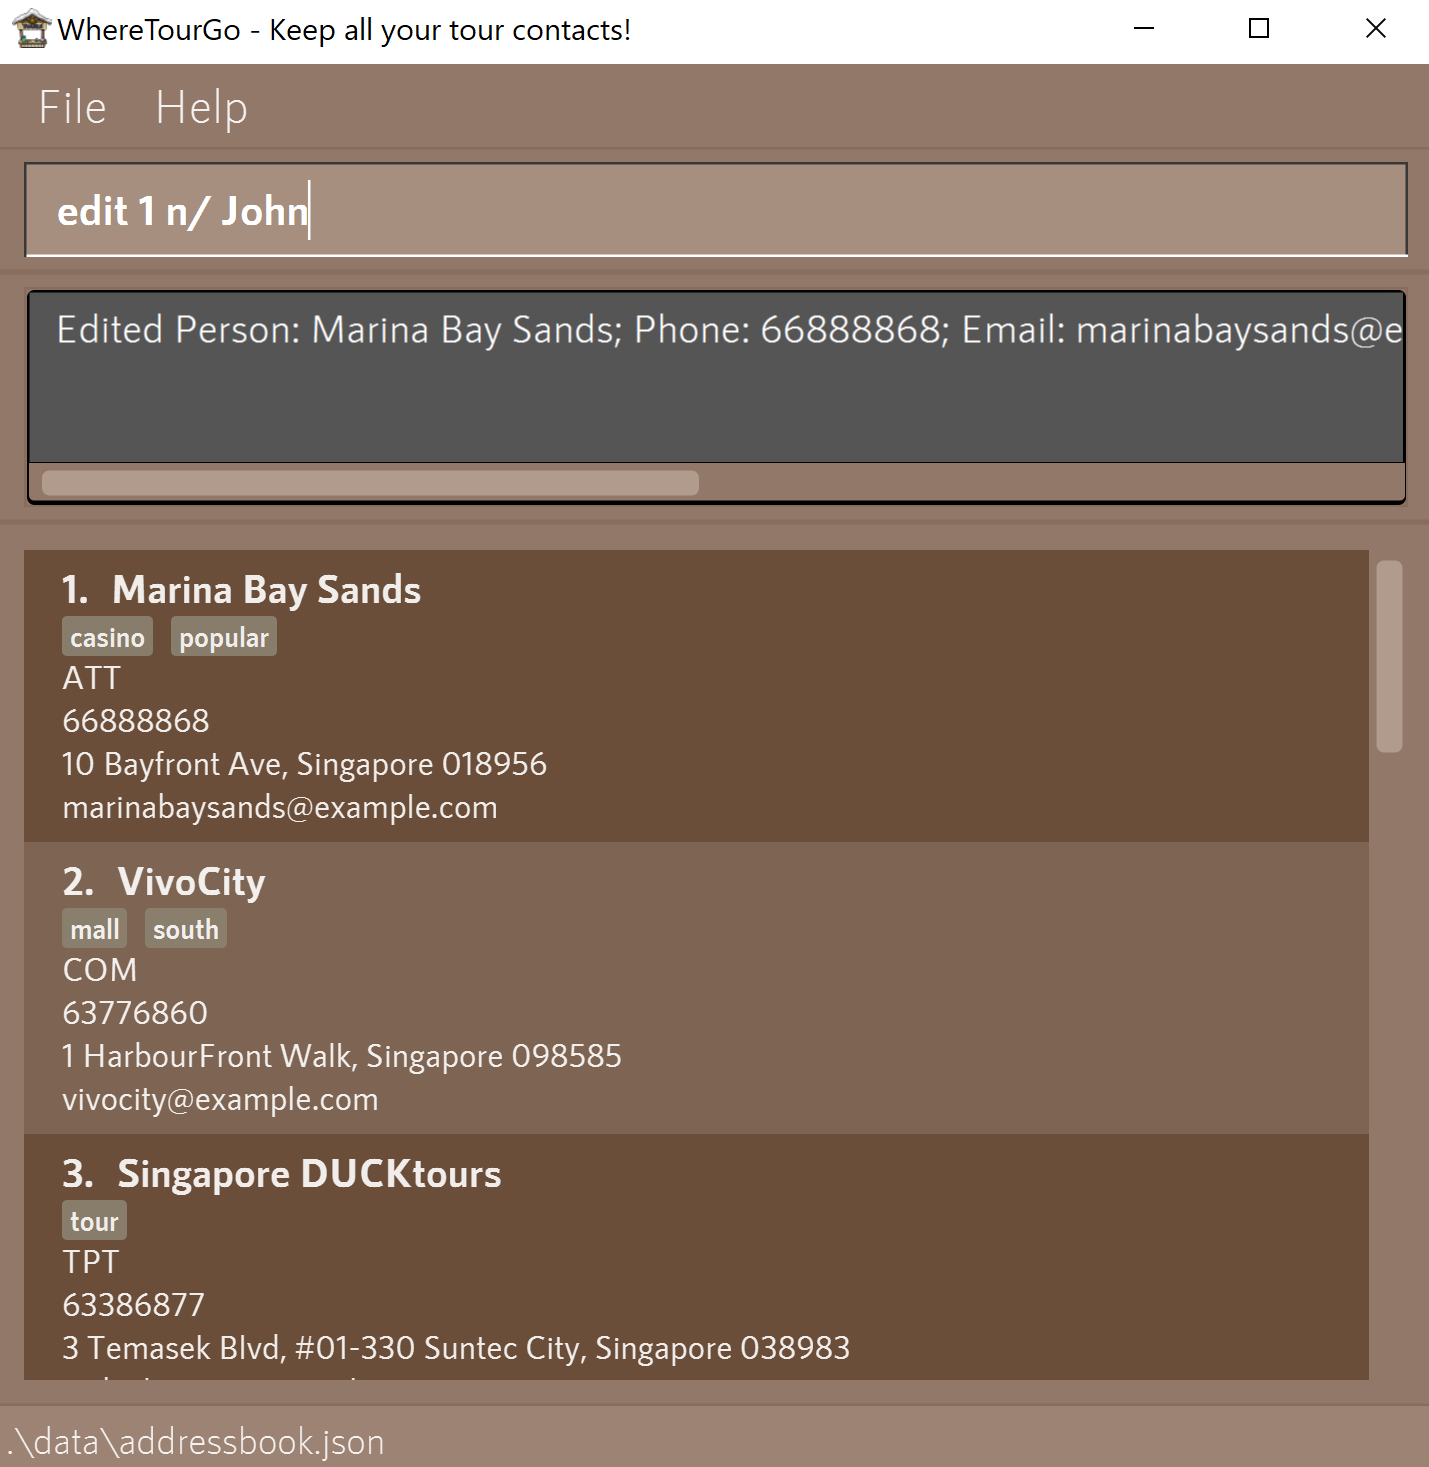 WhereTourGo - Keep all your tour contacts!
File Help
edit 1 n/ John
Edited Person: Marina Bay Sands; Phone: 66888868; Email: marinabaysands@e
1. Marina Bay Sands
casino popular
ATT
66888868
10 Bayfront Ave, Singapore 018956
marinabaysands@example.com
2. VivoCity
mall south
COM
63776860
1 HarbourFront Walk, Singapore 098585
vivocity@example.com
3. Singapore DUCKtours
tour
TPT
63386877
3 Temasek Blvd, #01-330 Suntec City, Singapore 038983
.\data\addressbook.json